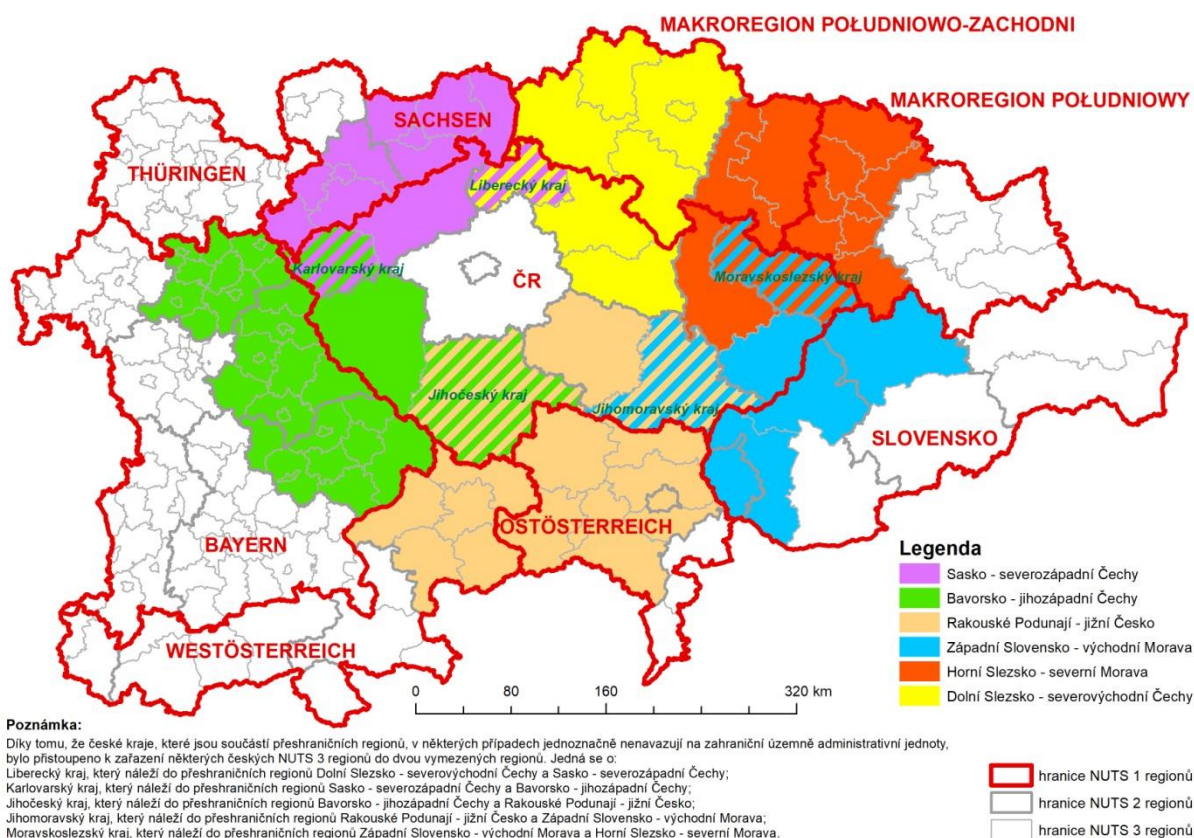 MAKROREGION POŁUDNIOWO-ZACHODNI
MAKROREGION POŁUDNIOWY
SACHSEN
THÜRINGEN
Liberecký kraj
Karlovarský kraj
ČR
Moravskoslezský kraj
Jihočeský kraj
Jihomoravský kraj
SLOVENSKO
OSTÖSTERREICH
BAYERN
WESTÖSTERREICH
0 80 160 320 km
Legenda
Sasko - severozápadní Čechy
Bavorsko - jihozápadní Čechy
Rakouské Podunají - jižní Česko
Západní Slovensko - východní Morava
Horní Slezsko - severní Morava
Dolní Slezsko - severovýchodní Čechy
Poznámka:
Díky tomu, že české kraje, které jsou součástí přeshraničních regionů, v některých případech jednoznačně nenavazují na zahraniční územně administrativní jednoty,
bylo přistoupeno k zařazení některých českých NUTS 3 regionů do dvou vymezených regionů. Jedná se o:
Liberecký kraj, který náleží do přeshraničních regionů Dolní Slezsko - severovýchodní Čechy a Sasko - severozápadní Čechy;
Karlovarský kraj, který náleží do přeshraničních regionů Sasko - severozápadní Čechy a Bavorsko - jihozápadní Čechy;
Jihočeský kraj, který náleží do přeshraničních regionů Bavorsko - jihozápadní Čechy a Rakouské Podunají - jižní Česko;
Jihomoravský kraj, který náleží do přeshraničních regionů Rakouské Podunají - jižní Česko a Západní Slovensko - východní Morava;
Moravskoslezský kraj, který náleží do přeshraničních regionů Západní Slovensko - východní Morava a Horní Slezsko - severní Morava.
hranice NUTS 1 regionů
hranice NUTS 2 regionů
hranice NUTS 3 regionů